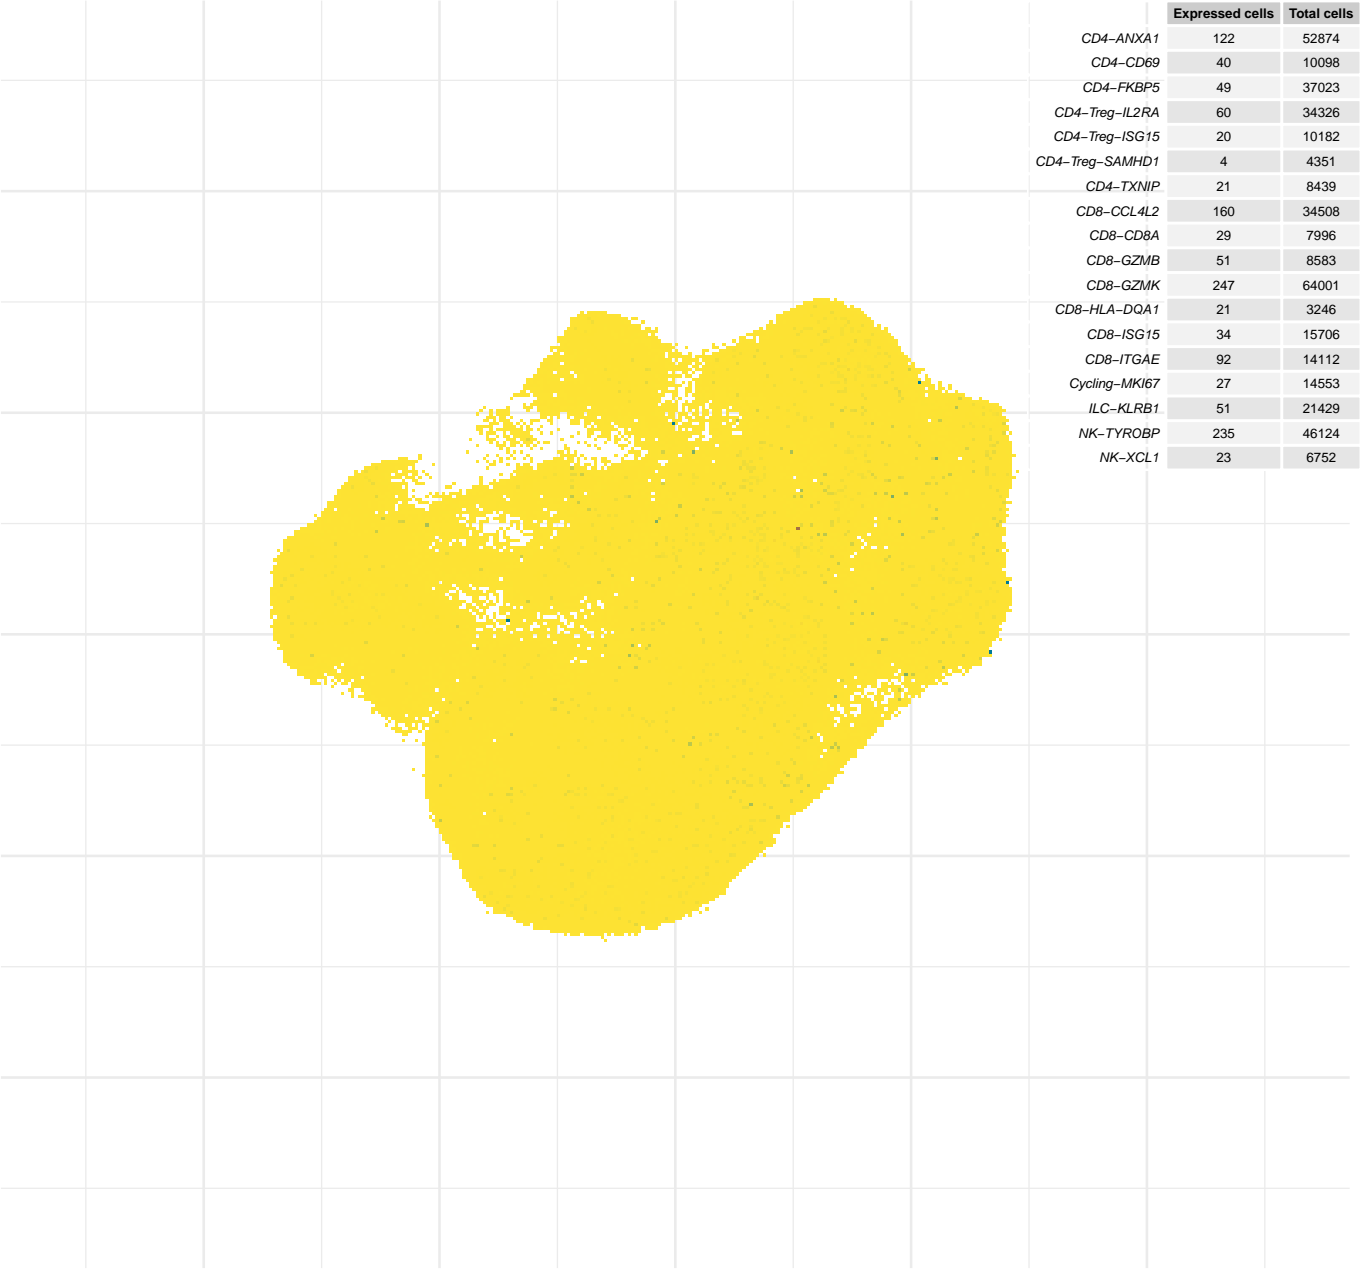 Expressed cells Total cells
CD4−ANXA1 122 52874
CD4−CD69 40 10098
CD4−FKBP5 49 37023
CD4−Treg−IL2RA 60 34326
CD4−Treg−ISG15 20 10182
CD4−Treg−SAMHD1 4 4351
CD4−TXNIP 21 8439
CD8−CCL4L2 160 34508
CD8−CD8A 29 7996
CD8−GZMB 51 8583
CD8−GZMK 247 64001
CD8−HLA−DQA1 21 3246
CD8−ISG15 34 15706
CD8−ITGAE 92 14112
Cycling−MKI67 27 14553
ILC−KLRB1 51 21429
NK−TYROBP 235 46124
NK−XCL1 23 6752